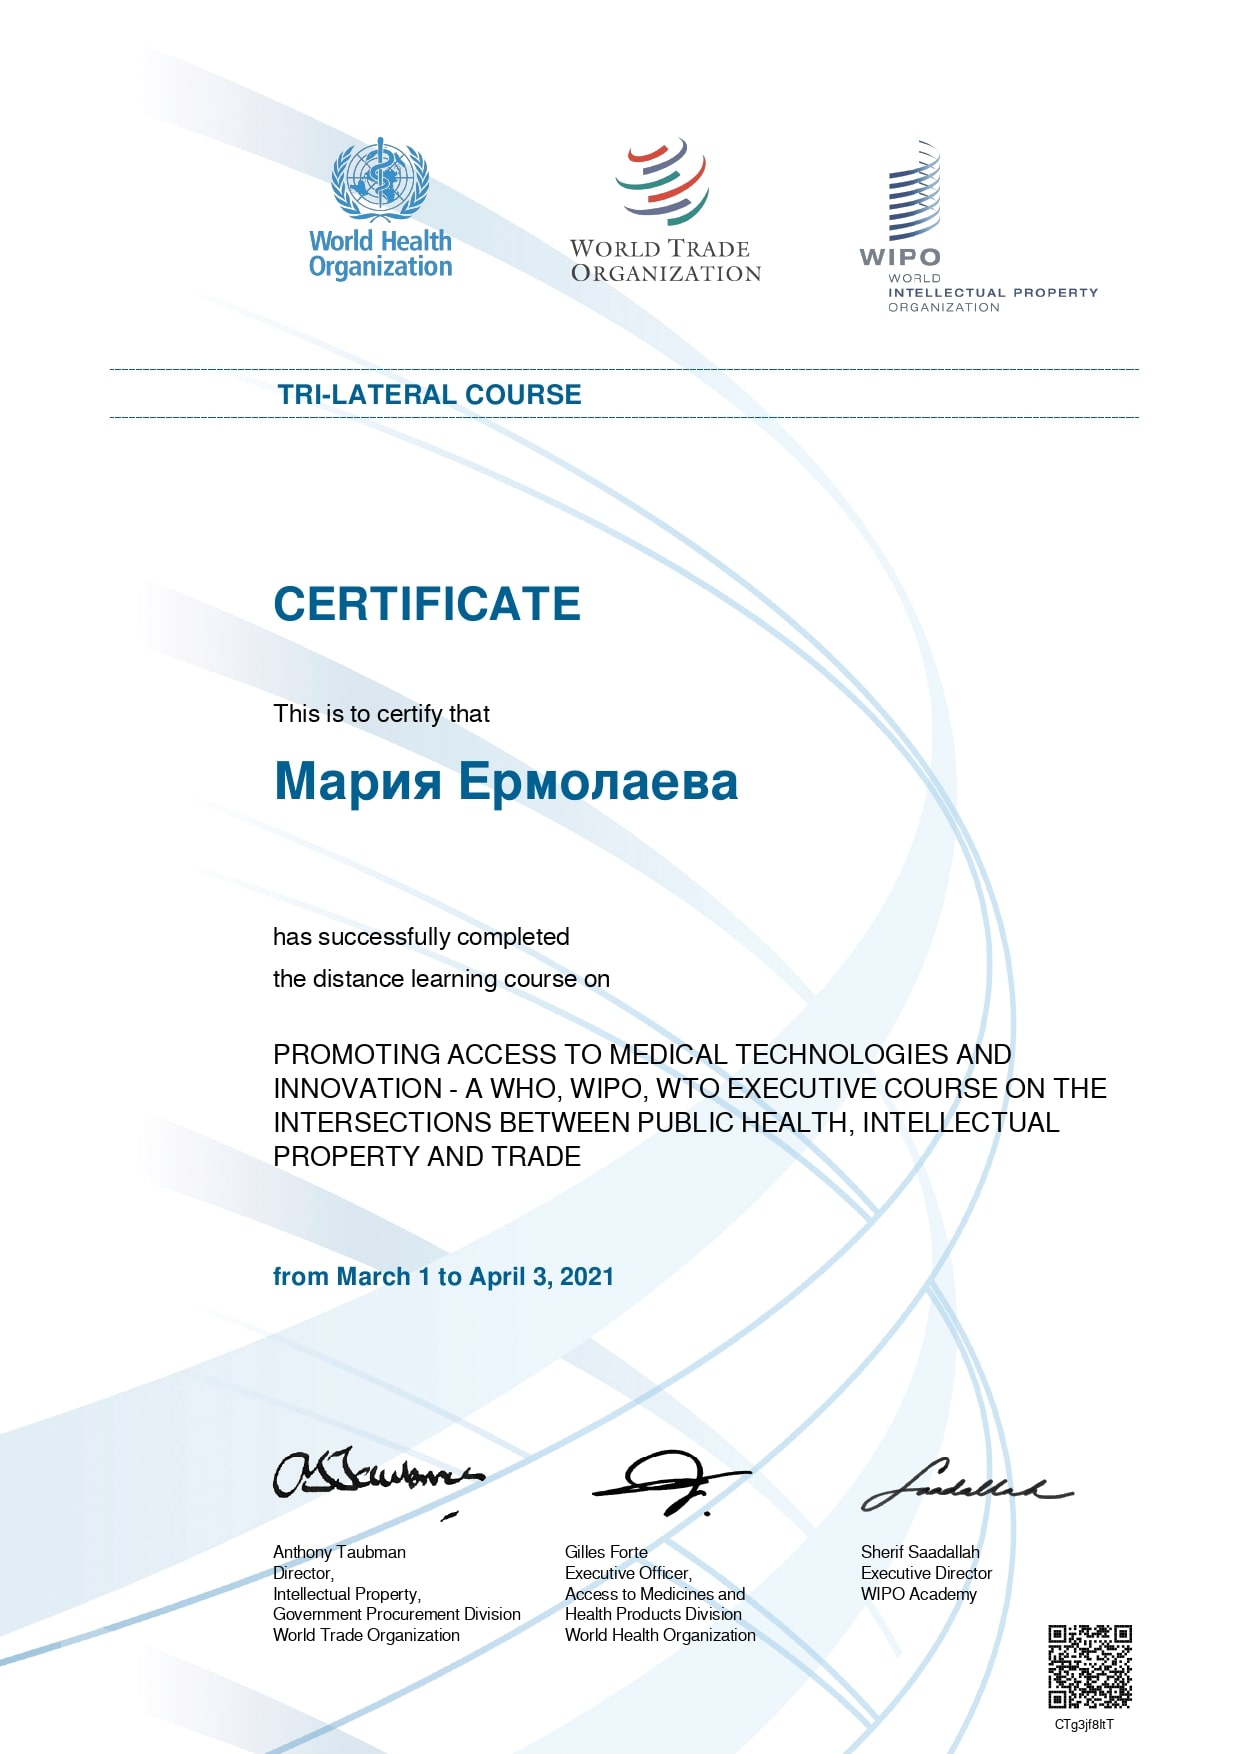 World Health
Organization
WORLD TRADE
ORGANIZATION
WIPO
WORLD
INTELLECTUAL PROPERTY
ORGANIZATION
TRI-LATERAL COURSE
CERTIFICATE
This is to certify that
Мария Ермолаева
has successfully completed
the distance learning course on
PROMOTING ACCESS TO MEDICAL TECHNOLOGIES AND
INNOVATION - A WHO, WIPO, WTO EXECUTIVE COURSE ON THE
INTERSECTIONS BETWEEN PUBLIC HEALTH, INTELLECTUAL
PROPERTY AND TRADE
from March 1 to April 3, 2021
Anthony Taubman
Director,
Intellectual Property,
Government Procurement Division
World Trade Organization
Gilles Forte
Executive Officer,
Access to Medicines and
Health Products Division
World Health Organization
Sherif Saadallah
Executive Director
WIPO Academy